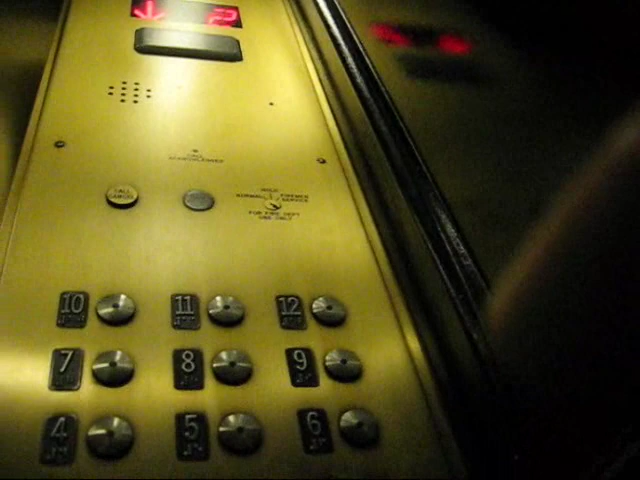 2
CALL
HOLD
NORMAL FIREMEN
SERVICE
FOR FIRE DEPT
USE ONLY
10 11 12
7 8 9
4 5 6